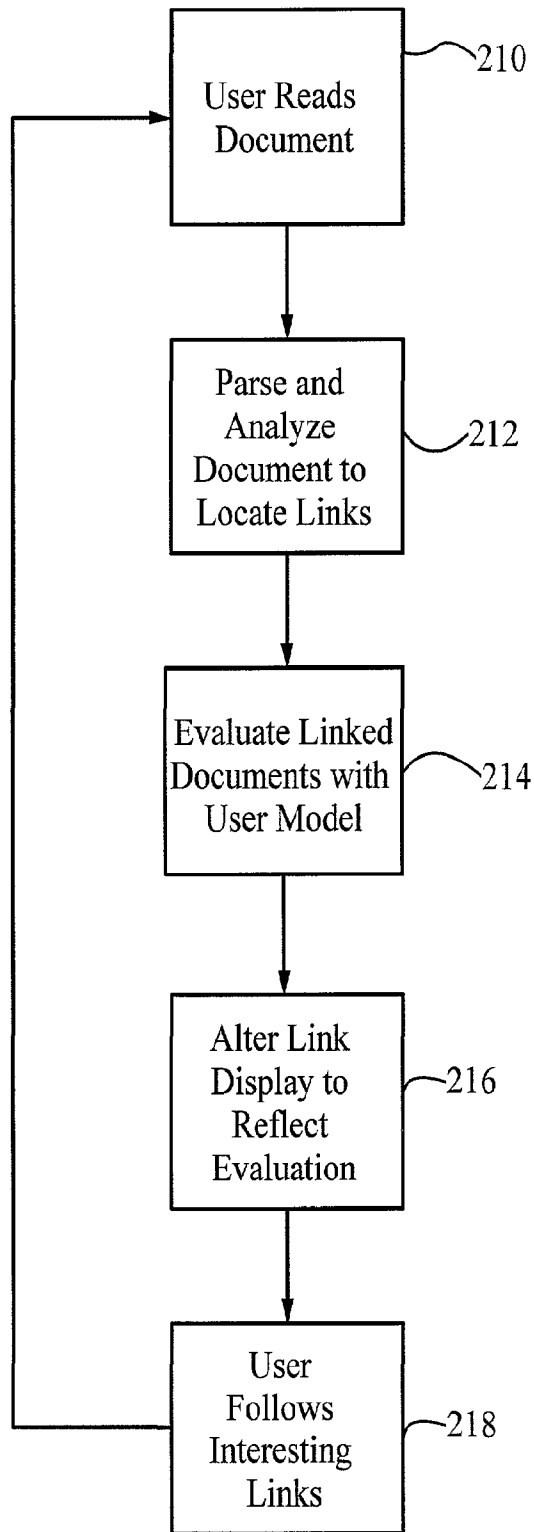 User Reads
Document
210
Parse and
Analyze
Document to
Locate Links
212
Evaluate Linked
Documents with
User Model
214
Alter Link
Display to
Reflect
Evaluation
216
User
Follows
Interesting
Links
218